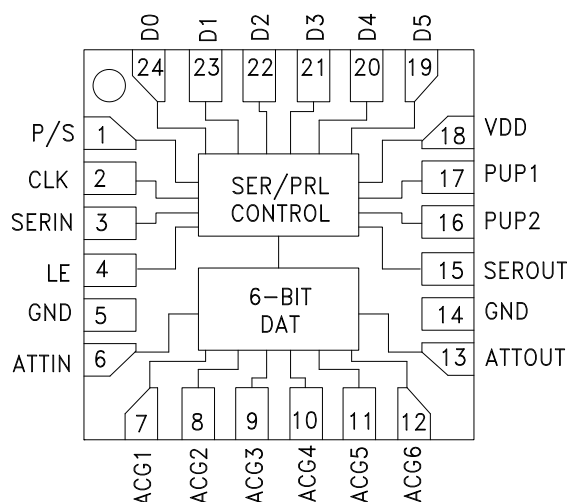 D0 D1 D2 D3 D4 D5
24 23 22 21 20 19
P/S 1 18 VDD
CLK 2 17 PUP1
SER/PRL
CONTROL
SERIN 3 16 PUP2
LE 4 15 SEROUT
GND 5 14 GND
6-BIT
DAT
ATTIN 6 13 ATTOUT
7 8 9 10 11 12
ACG1 ACG2 ACG3 ACG4 ACG5 ACG6